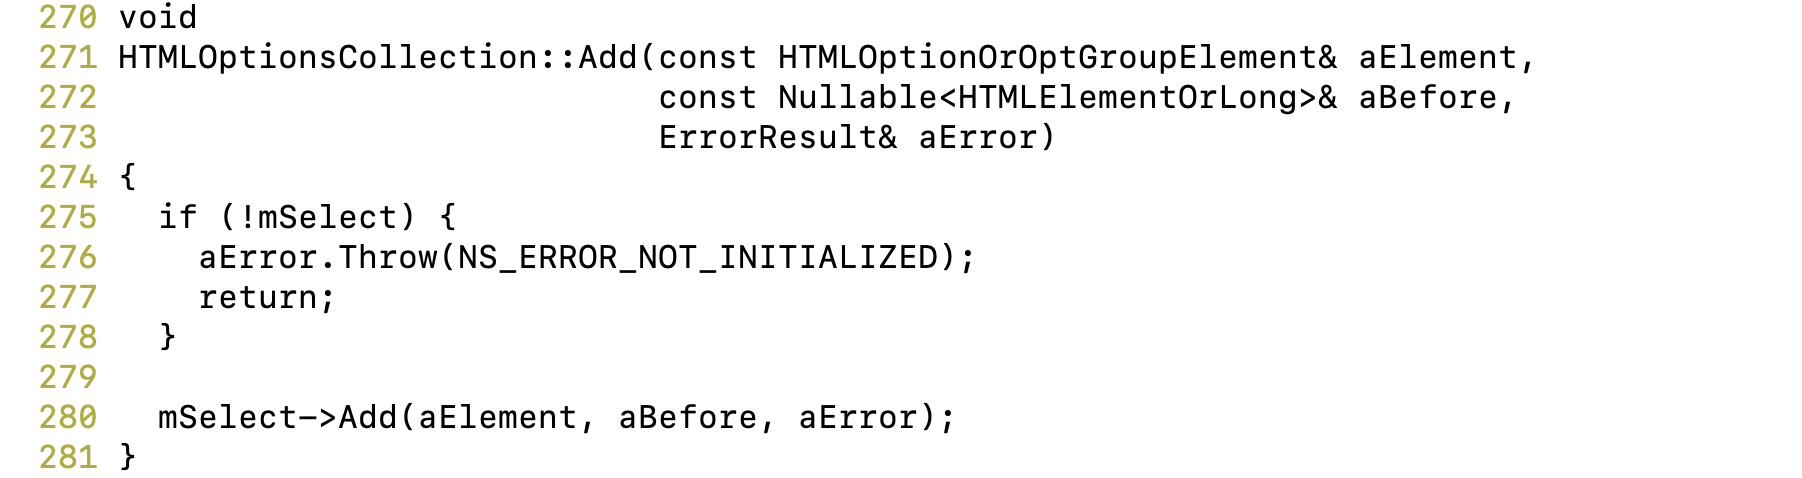 270 void
271 HTMLOptionsCollection::Add(const HTMLOptionOrOptGroupElement& aElement,
272                            const Nullable<HTMLElementOrLong>& aBefore,
273                            ErrorResult& aError)
274 {
275   if (!mSelect) {
276     aError.Throw(NS_ERROR_NOT_INITIALIZED);
277     return;
278   }
279
280   mSelect->Add(aElement, aBefore, aError);
281 }